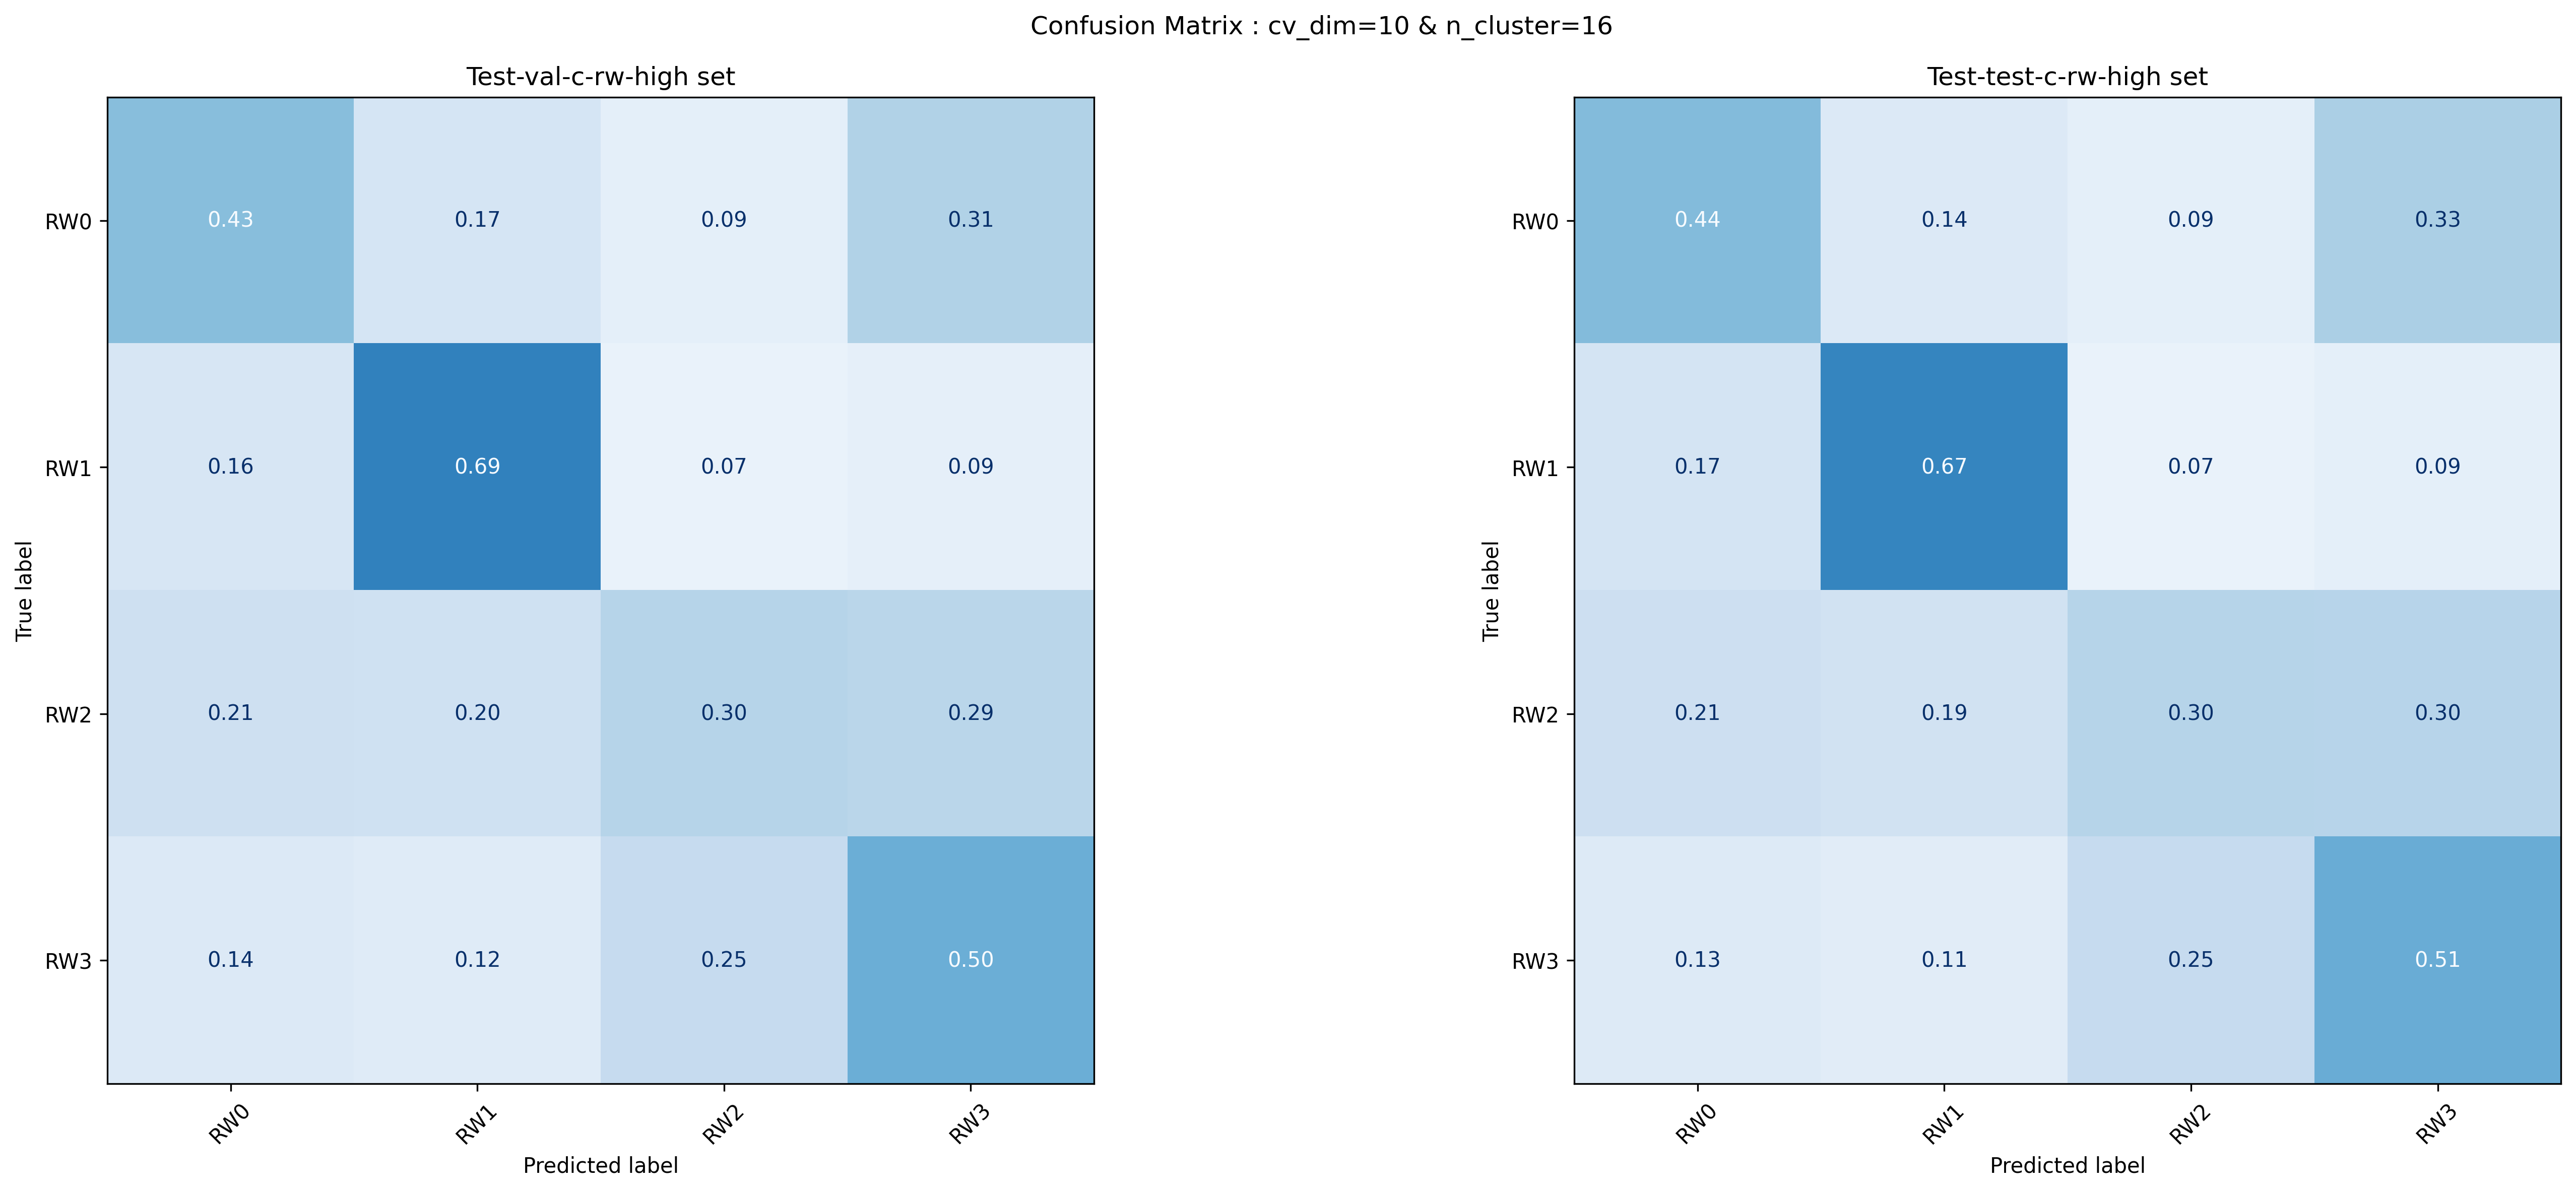 Confusion Matrix : cv_dim=10 & n_cluster=16
Test-val-c-rw-high set
True label
RW0 0.43 0.17 0.09 0.31
RW1 0.16 0.69 0.07 0.09
RW2 0.21 0.20 0.30 0.29
RW3 0.14 0.12 0.25 0.50
RW0 RW1 RW2 RW3
Predicted label
Test-test-c-rw-high set
True label
RW0 0.44 0.14 0.09 0.33
RW1 0.17 0.67 0.07 0.09
RW2 0.21 0.19 0.30 0.30
RW3 0.13 0.11 0.25 0.51
RW0 RW1 RW2 RW3
Predicted label